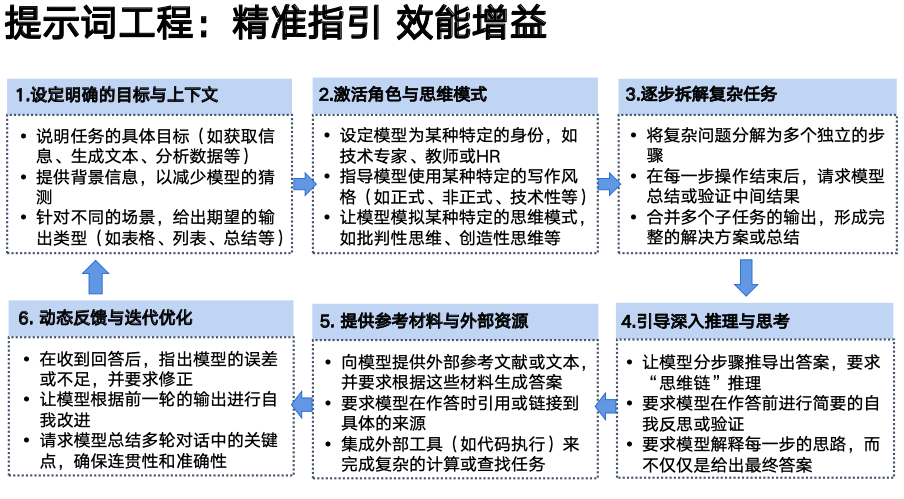 提示词工程：精准指引 效能增益
1.设定明确的目标与上下文
• 说明任务的具体目标（如获取信
息、生成文本、分析数据等）
• 提供背景信息，以减少模型的猜
测
• 针对不同的场景，给出期望的输
出类型（如表格、列表、总结等）
2.激活角色与思维模式
• 设定模型为某种特定的身份，如
技术专家、教师或HR
• 指导模型使用某种特定的写作风
格（如正式、非正式、技术性等）
• 让模型模拟某种特定的思维模式，
如批判性思维、创造性思维等
3.逐步拆解复杂任务
• 将复杂问题分解为多个独立的步
骤
• 在每一步操作结束后，请求模型
总结或验证中间结果
• 合并多个子任务的输出，形成完
整的解决方案或总结
4.引导深入推理与思考
• 让模型分步骤推导出答案，要求
“思维链”推理
• 要求模型在作答前进行简要的自
我反思或验证
• 要求模型解释每一步的思路，而
不仅仅是给出最终答案
5. 提供参考材料与外部资源
• 向模型提供外部参考文献或文本，
并要求根据这些材料生成答案
• 要求模型在作答时引用或链接到
具体的来源
• 集成外部工具（如代码执行）来
完成复杂的计算或查找任务
6. 动态反馈与迭代优化
• 在收到回答后，指出模型的误差
或不足，并要求修正
• 让模型根据前一轮的输出进行自
我改进
• 请求模型总结多轮对话中的关键
点，确保连贯性和准确性